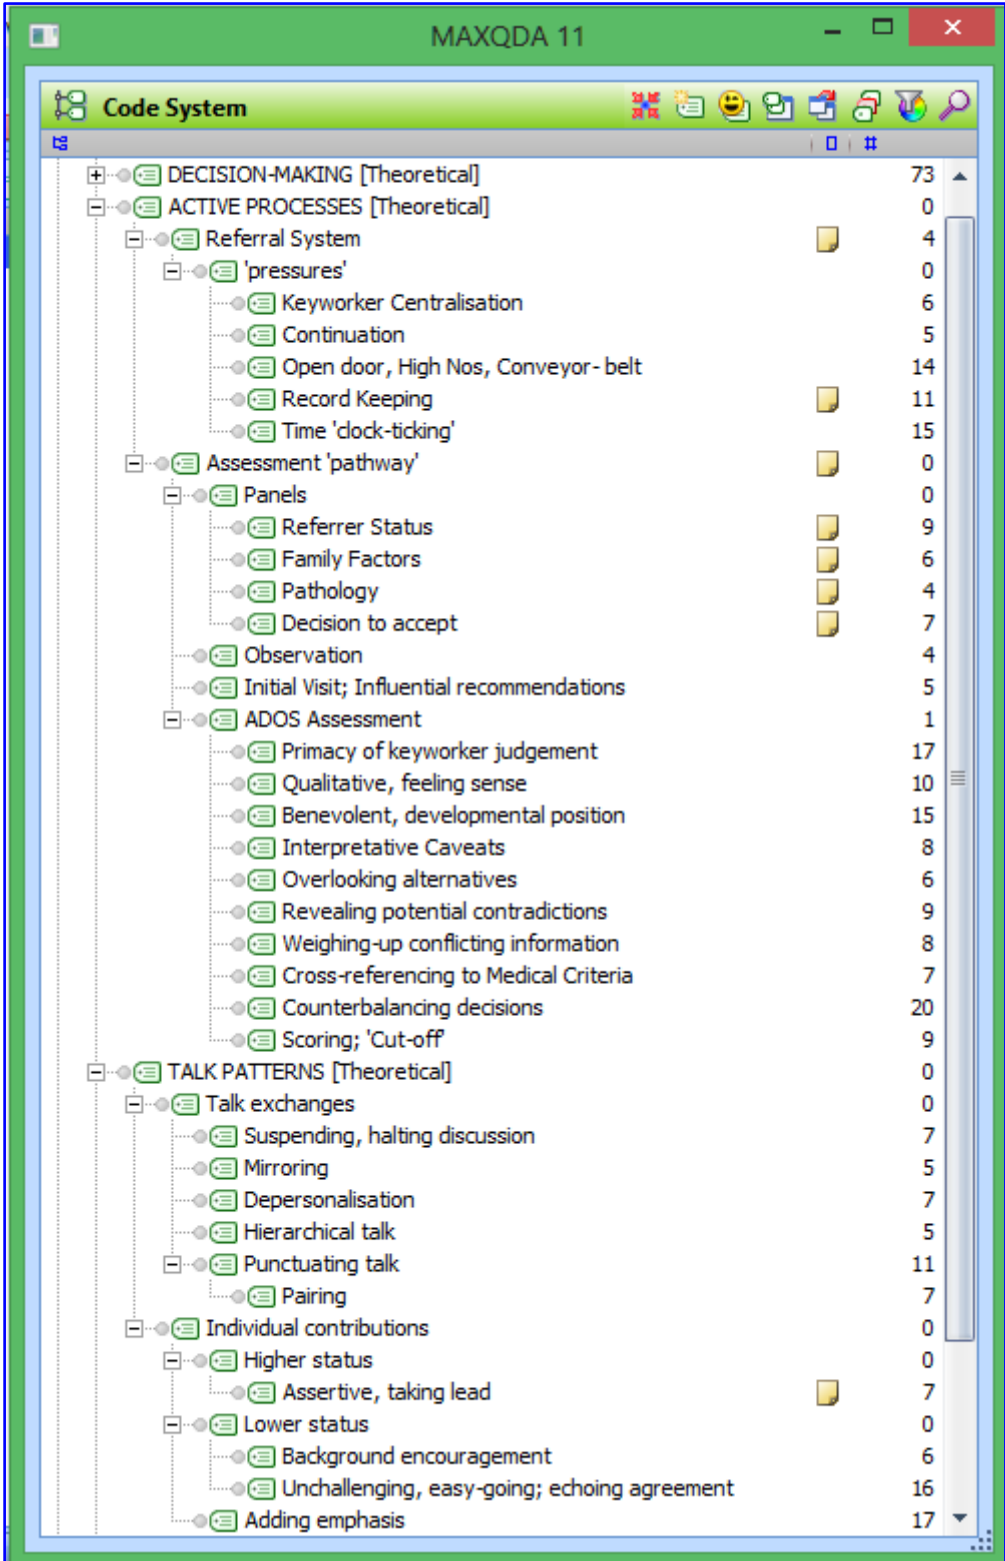 MAXQDA 11
Code System
#
DECISION-MAKING [Theoretical] 73
ACTIVE PROCESSES [Theoretical] 0
Referral System 4
'pressures' 0
Keyworker Centralisation 6
Continuation 5
Open door, High Nos, Conveyor- belt 14
Record Keeping 11
Time 'clock-ticking' 15
Assessment 'pathway' 0
Panels 0
Referrer Status 9
Family Factors 6
Pathology 4
Decision to accept 7
Observation 4
Initial Visit; Influential recommendations 5
ADOS Assessment 1
Primacy of keyworker judgement 17
Qualitative, feeling sense 10
Benevolent, developmental position 15
Interpretative Caveats 8
Overlooking alternatives 6
Revealing potential contradictions 9
Weighing-up conflicting information 8
Cross-referencing to Medical Criteria 7
Counterbalancing decisions 20
Scoring; 'Cut-off' 9
TALK PATTERNS [Theoretical] 0
Talk exchanges 0
Suspending, halting discussion 7
Mirroring 5
Depersonalisation 7
Hierarchical talk 5
Punctuating talk 11
Pairing 7
Individual contributions 0
Higher status 0
Assertive, taking lead 7
Lower status 0
Background encouragement 6
Unchallenging, easy-going; echoing agreement 16
Adding emphasis 17